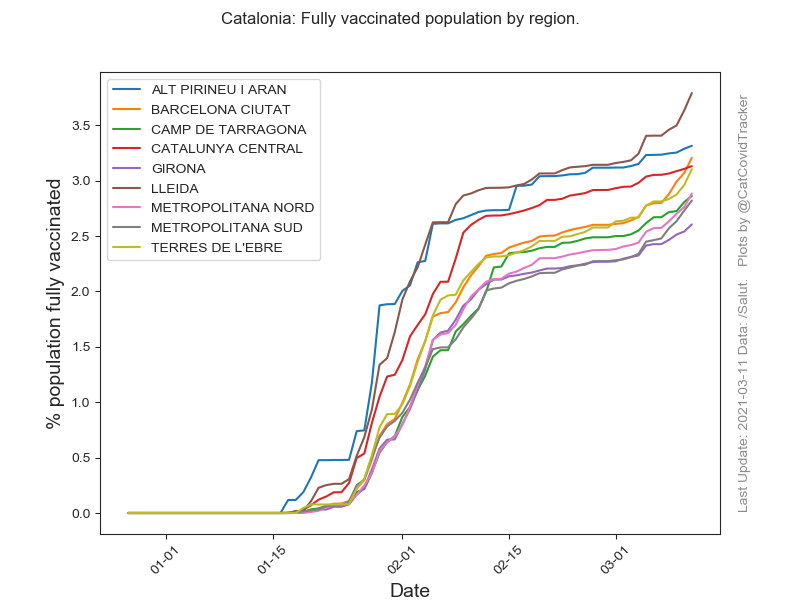 Catalonia: Fully vaccinated population by region.
ALT PIRINEU I ARAN
BARCELONA CIUTAT
CAMP DE TARRAGONA
CATALUNYA CENTRAL
GIRONA
LLEIDA
METROPOLITANA NORD
METROPOLITANA SUD
TERRES DE L'EBRE
% population fully vaccinated
3.5
3.0
2.5
2.0
1.5
1.0
0.5
0.0
01-01
01-15
02-01
02-15
03-01
Date
Last Update: 2021-03-11 Data: /Salut    Plots by @CatCovidTracker